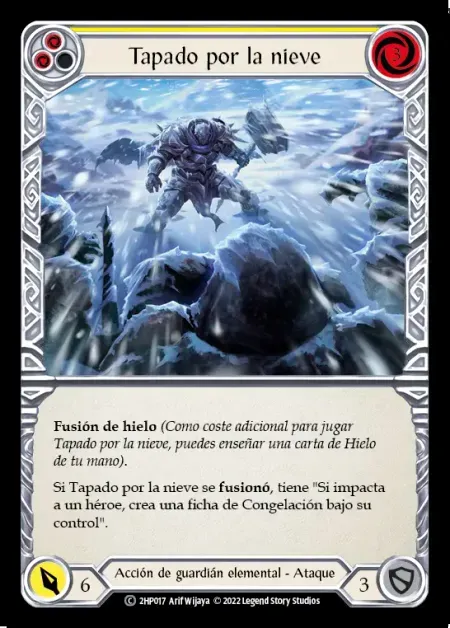 Tapado por la nieve
3
Fusión de hielo (Como coste adicional para jugar
Tapado por la nieve, puedes enseñar una carta de Hielo
de tu mano).
Si Tapado por la nieve se fusionó, tiene "Si impacta
a un héroe, crea una ficha de Congelación bajo su
control".
6
Acción de guardián elemental - Ataque
3
C 2HP017 Arif Wijaya © 2022 Legend Story Studios